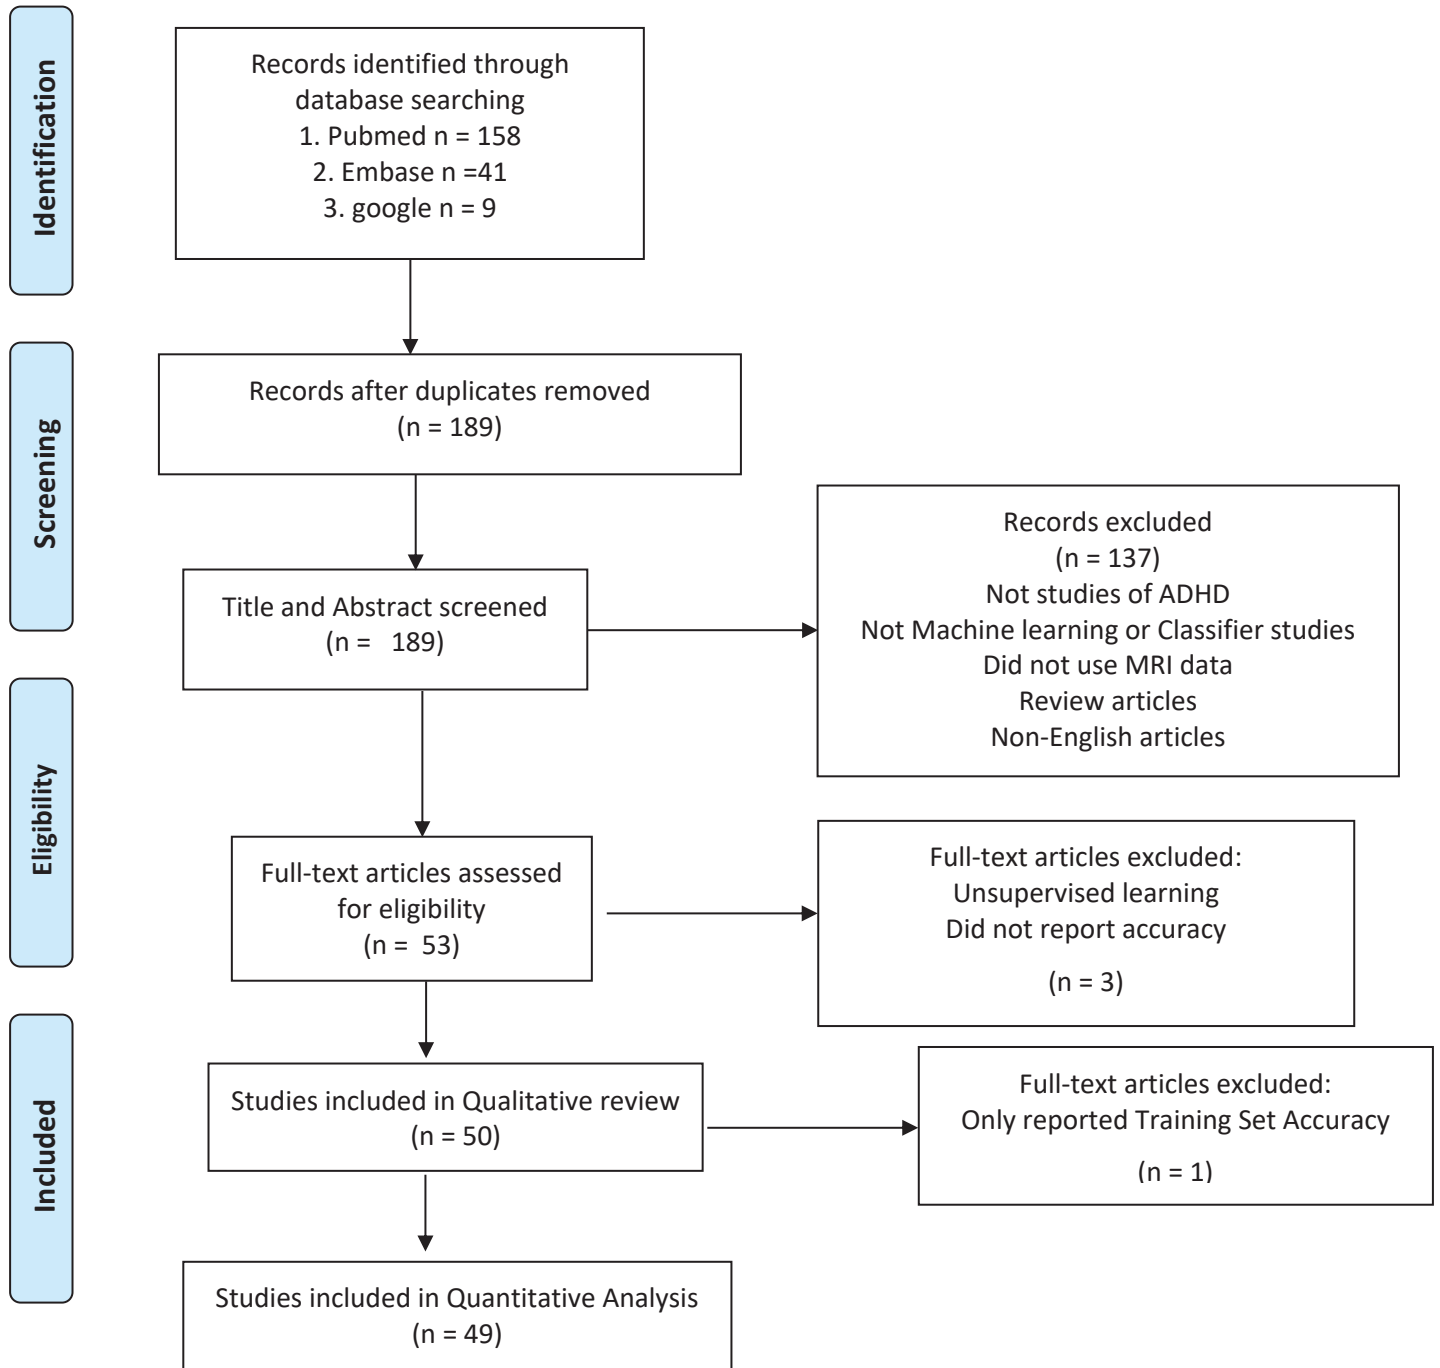 Identification
Records identified through
database searching
1. Pubmed n = 158
2. Embase n =41
3. google n = 9
Screening
Records after duplicates removed
(n = 189)
Title and Abstract screened
(n = 189)
Records excluded
(n = 137)
Not studies of ADHD
Not Machine learning or Classifier studies
Did not use MRI data
Review articles
Non-English articles
Eligibility
Full-text articles assessed
for eligibility
(n = 53)
Full-text articles excluded:
Unsupervised learning
Did not report accuracy
(n = 3)
Included
Studies included in Qualitative review
(n = 50)
Full-text articles excluded:
Only reported Training Set Accuracy
(n = 1)
Studies included in Quantitative Analysis
(n = 49)